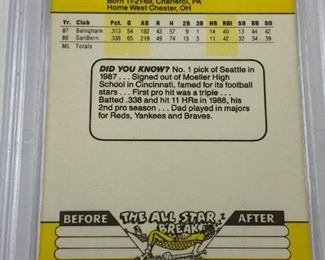 Born 11-21-69, Charleroi, PA
Home West Chester, OH
Yr. Club Pct. G AB R H 2B 3B HR RBI SB BB SO
87 Belingham .313 54 182 43 57 9 1 14 40 13 44 42
88 SanBern. .338 65 219 49 74 13 3 11 42 32 34 39
ML Totals
DID YOU KNOW? No. 1 pick of Seattle in
1987 . . . Signed out of Moeller High
School in Cincinnati, famed for its football
stars . . . First pro hit was a triple . . .
Batted .338 and hit 11 HRs in 1988, his
2nd pro season . . . Dad played in majors
for Reds, Yankees and Braves.
BEFORE THE ALL STAR BREAK AFTER